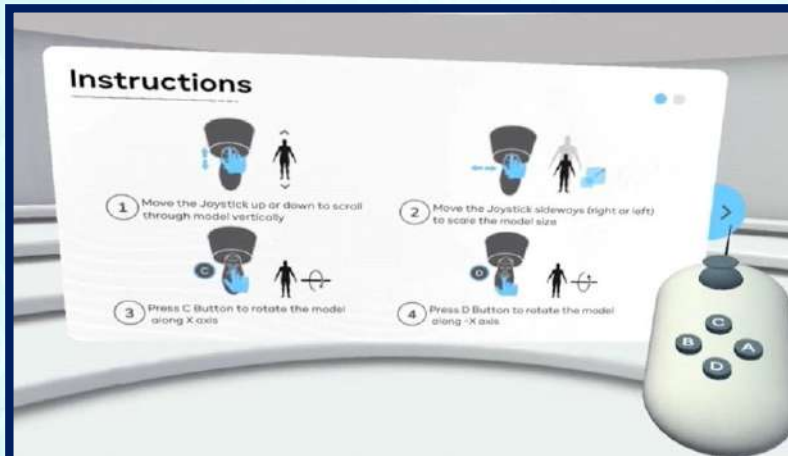 Instructions
1 Move the Joystick up or down to scroll
through model vertically
2 Move the Joystick sideways (right or left)
to scale the model size
C
3 Press C Button to rotate the model
along X axis
D
4 Press D Button to rotate the model
along -X axis
C
B A
D